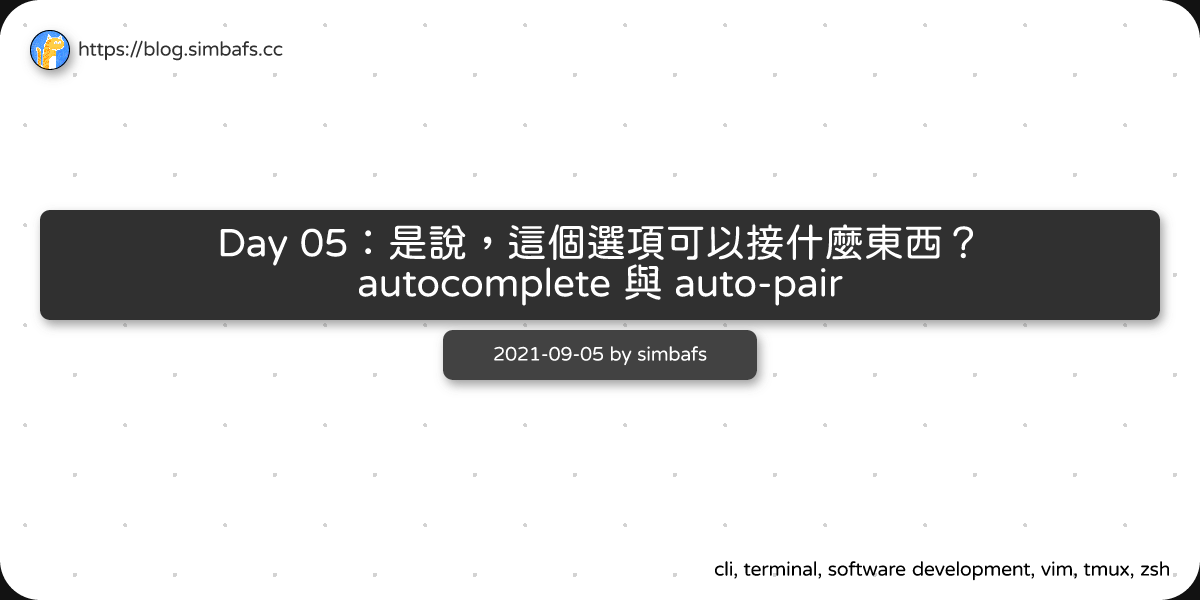 https://blog.simbafs.cc
Day 05：是說，這個選項可以接什麼東西？
autocomplete 與 auto-pair
2021-09-05 by simbafs
cli, terminal, software development, vim, tmux, zsh